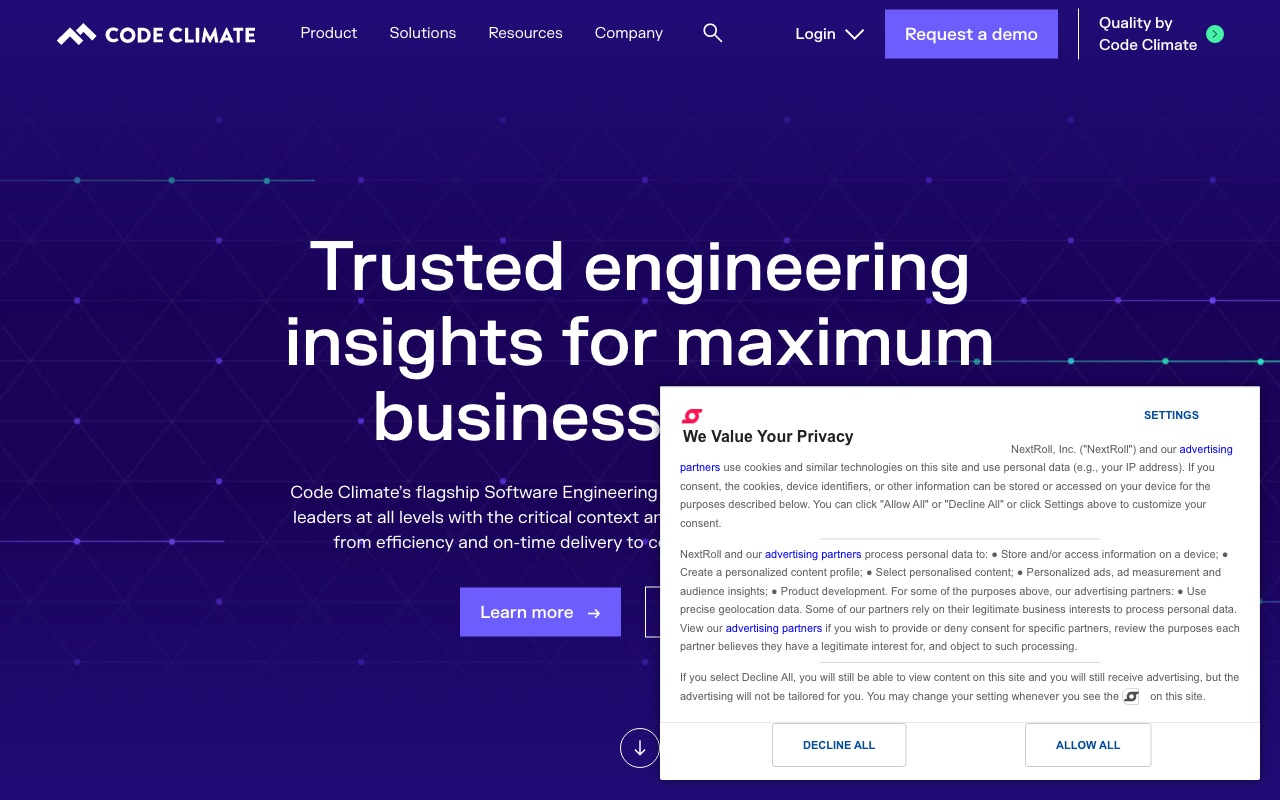 CODE CLIMATE
Product
Solutions
Resources
Company
Login
Request a demo
Quality by
Code Climate
Trusted engineering
insights for maximum
business
Code Climate's flagship Software Engineering
leaders at all levels with the critical context an
from efficiency and on-time delivery to co
Learn more →
SETTINGS
We Value Your Privacy
NextRoll, Inc. ("NextRoll") and our advertising
partners use cookies and similar technologies on this site and use personal data (e.g., your IP address). If you
consent, the cookies, device identifiers, or other information can be stored or accessed on your device for the
purposes described below. You can click "Allow All" or "Decline All" or click Settings above to customize your
consent.
NextRoll and our advertising partners process personal data to: ● Store and/or access information on a device; ●
Create a personalized content profile; ● Select personalised content; ● Personalized ads, ad measurement and
audience insights; ● Product development. For some of the purposes above, our advertising partners: ● Use
precise geolocation data. Some of our partners rely on their legitimate business interests to process personal data.
View our advertising partners if you wish to provide or deny consent for specific partners, review the purposes each
partner believes they have a legitimate interest for, and object to such processing.
If you select Decline All, you will still be able to view content on this site and you will still receive advertising, but the
advertising will not be tailored for you. You may change your setting whenever you see the on this site.
DECLINE ALL
ALLOW ALL